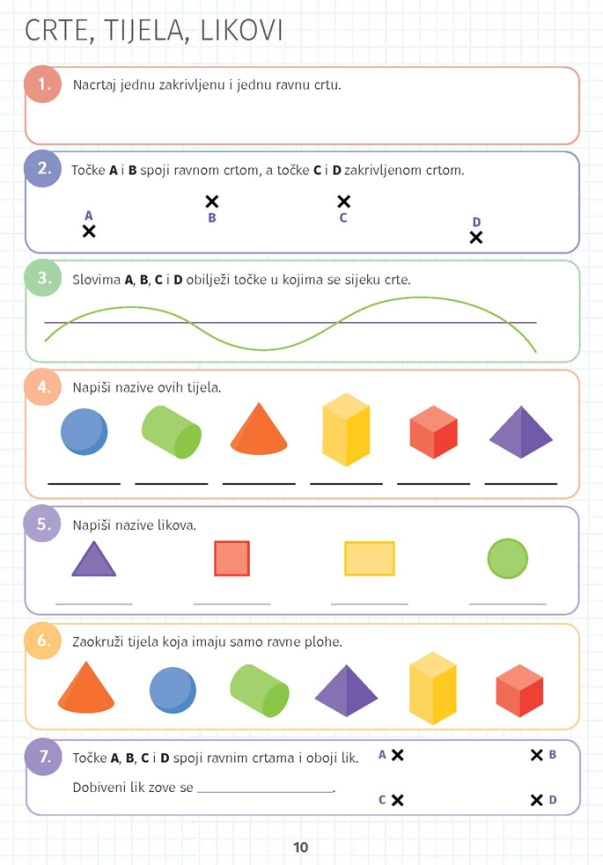 CRTE, TIJELA, LIKOVI
1. Nacrtaj jednu zakrivljenu i jednu ravnu crtu.
2. Točke A i B spoji ravnom crtom, a točke C i D zakrivljenom crtom.
A
B
C
D
3. Slovima A, B, C i D obilježi točke u kojima se sijeku crte.
4. Napiši nazive ovih tijela.
5. Napiši nazive likova.
6. Zaokruži tijela koja imaju samo ravne plohe.
7. Točke A, B, C i D spoji ravnim crtama i oboji lik.
Dobiveni lik zove se ____________________.
A
B
C
D
10